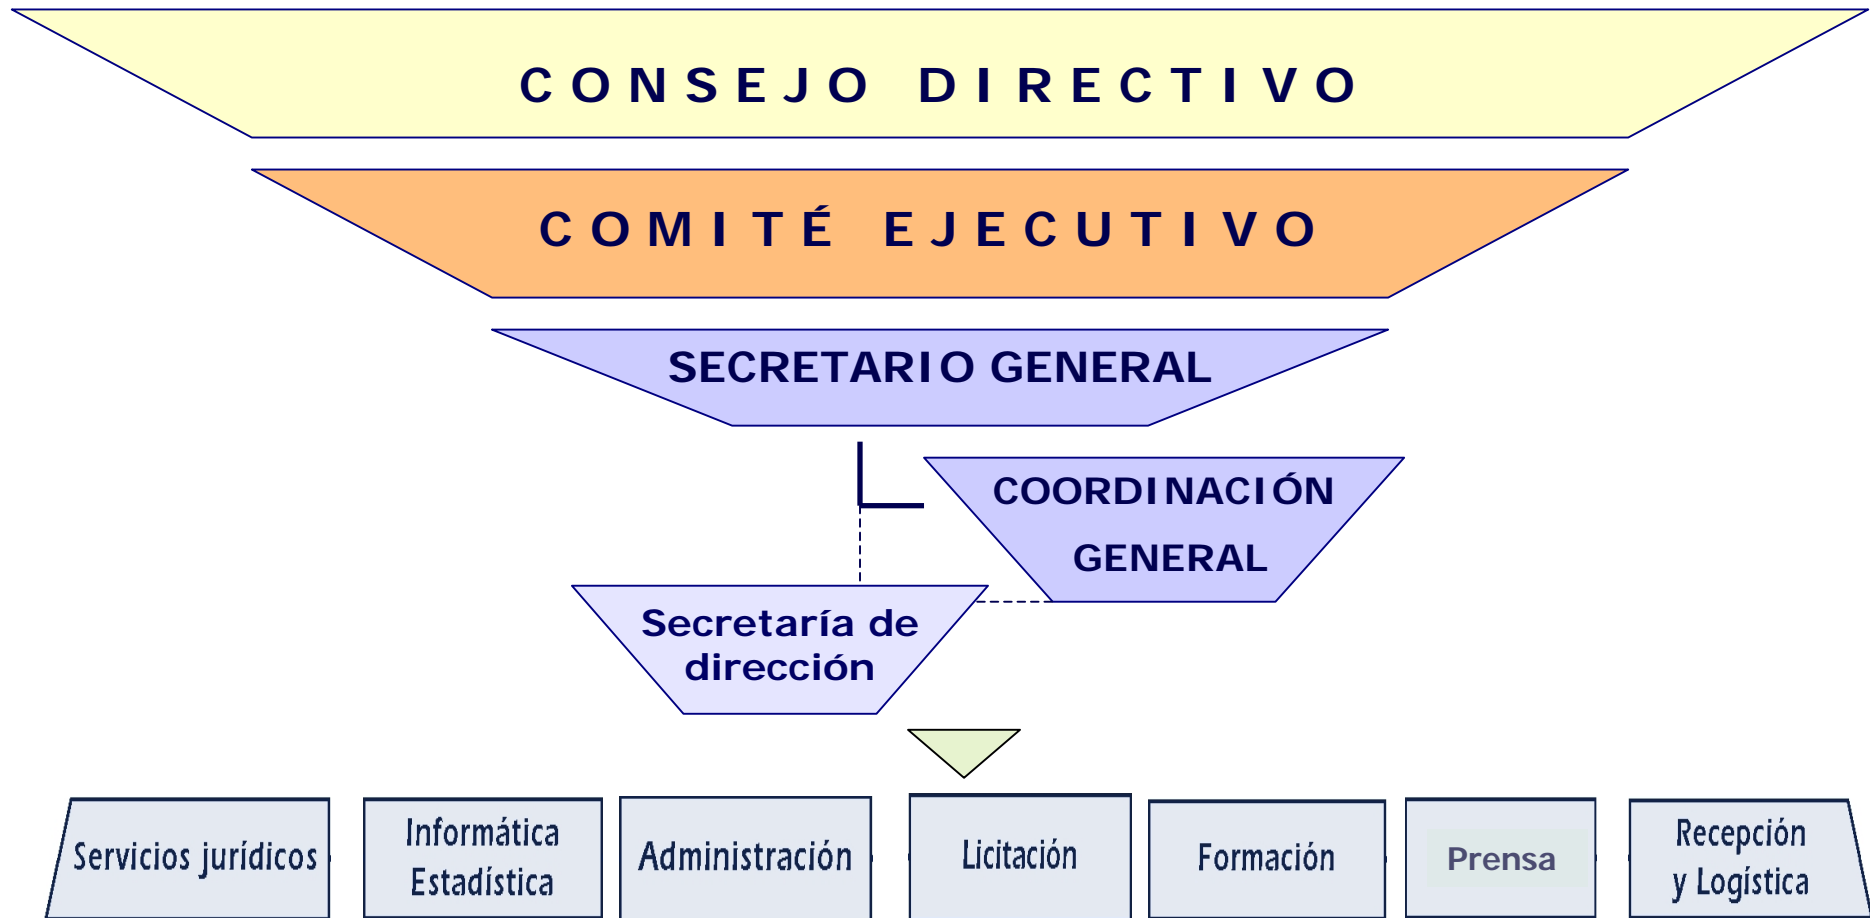 CONSEJO DIRECTIVO
COMITÉ EJECUTIVO
SECRETARIO GENERAL
COORDINACIÓN
GENERAL
Secretaría de
dirección
Servicios jurídicos
Informática
Estadística
Administración
Licitación
Formación
Prensa
Recepción
y Logística